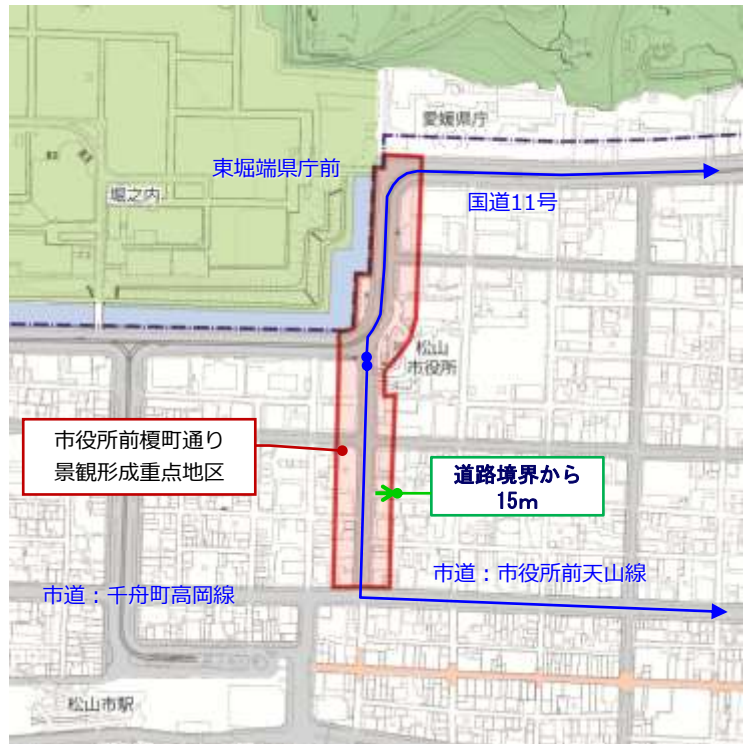 愛媛県庁
東堀端県庁前
堀之内
国道11号
松山
市役所
市役所前榎町通り
景観形成重点地区
道路境界から
15m
市道：市役所前天山線
市道：千舟町高岡線
松山市駅